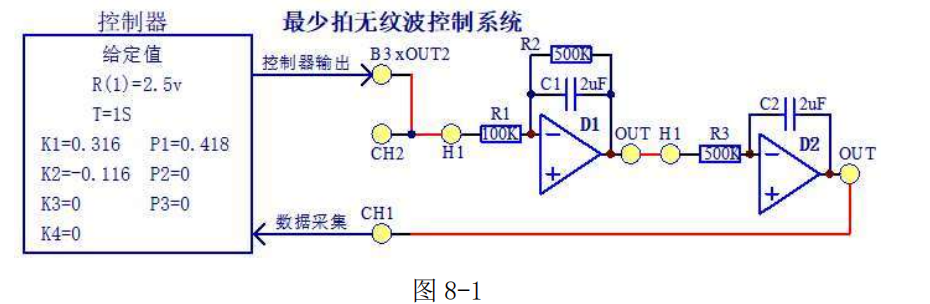 控制器
最少拍无纹波控制系统
给定值
R(1)=2.5v
T=1S
K1=0.316 P1=0.418
K2=-0.116 P2=0
K3=0 P3=0
K4=0
控制器输出
B3 xOUT2
CH2
H1
R1
100K
R2
500K
C1 2uF
D1
OUT
H1
R3
500K
C2 2uF
D2
OUT
数据采集
CH1
图 8-1